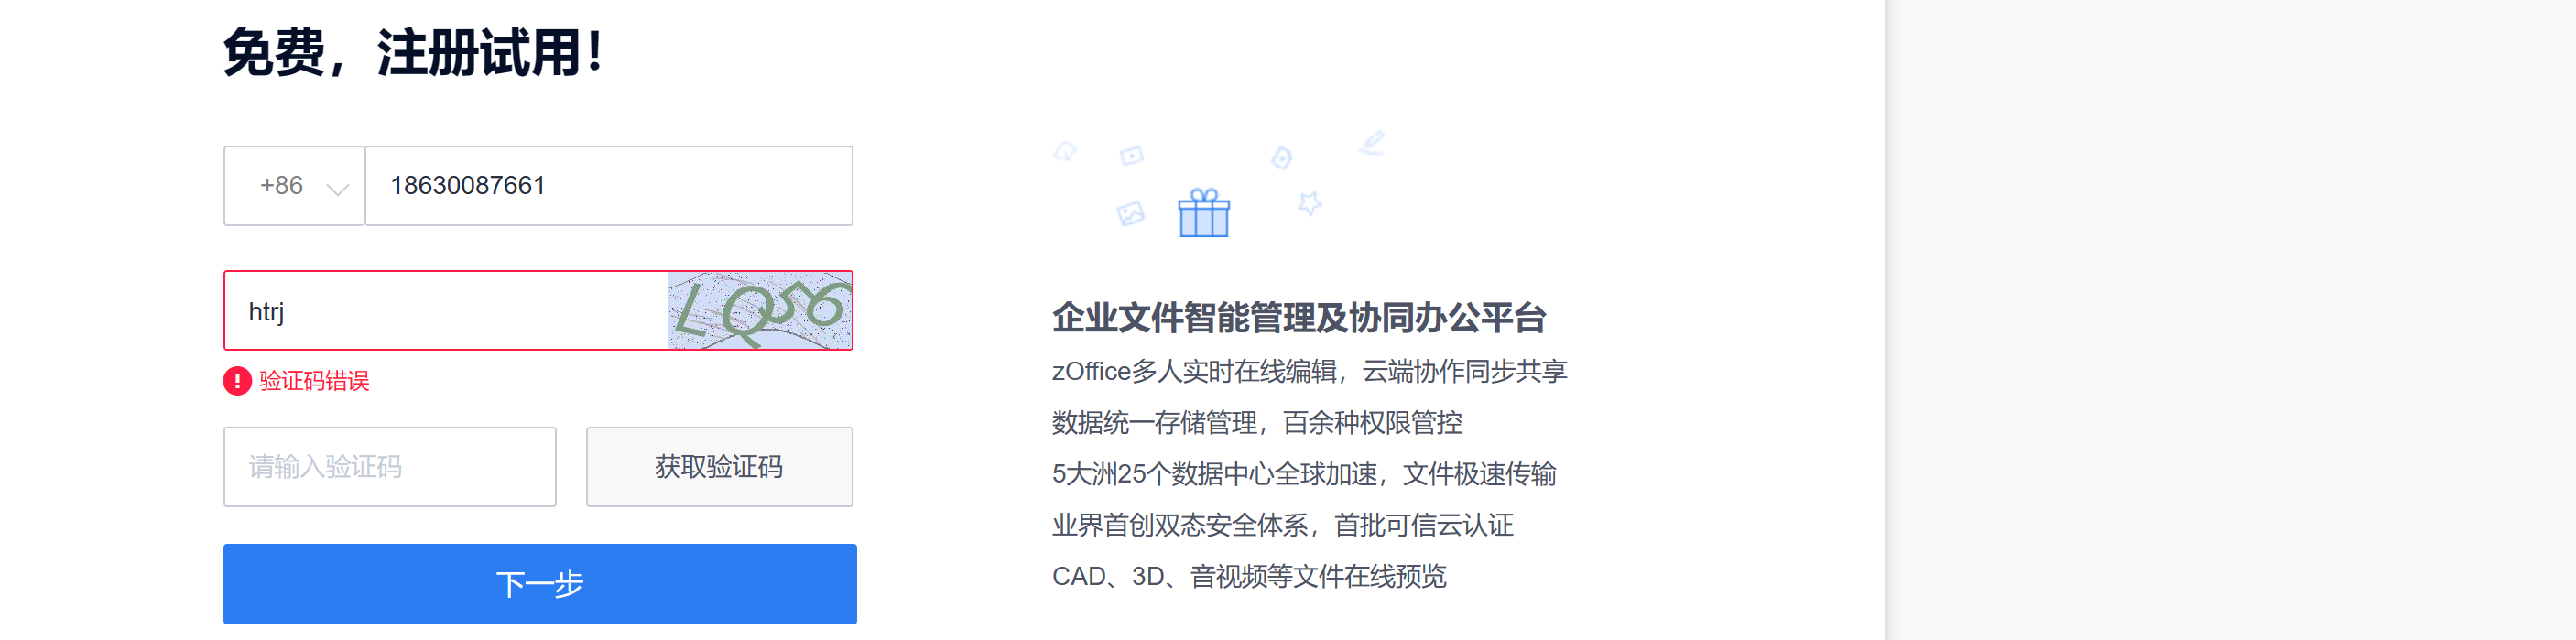 免费，注册试用！
+86 18630087661
htrj LQ56
验证码错误
请输入验证码 获取验证码
下一步
企业文件智能管理及协同办公平台
zOffice多人实时在线编辑，云端协作同步共享
数据统一存储管理，百余种权限管控
5大洲25个数据中心全球加速，文件极速传输
业界首创双态安全体系，首批可信云认证
CAD、3D、音视频等文件在线预览